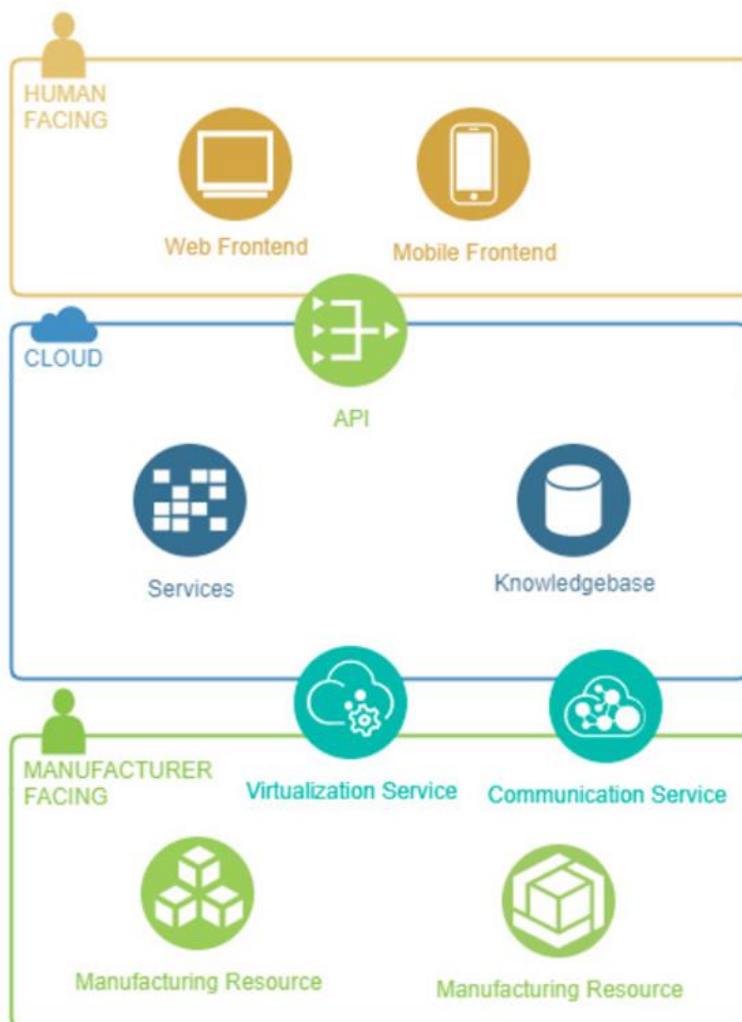 HUMAN
FACING
Web Frontend
Mobile Frontend
CLOUD
API
Services
Knowledgebase
MANUFACTURER
FACING
Virtualization Service
Communication Service
Manufacturing Resource
Manufacturing Resource